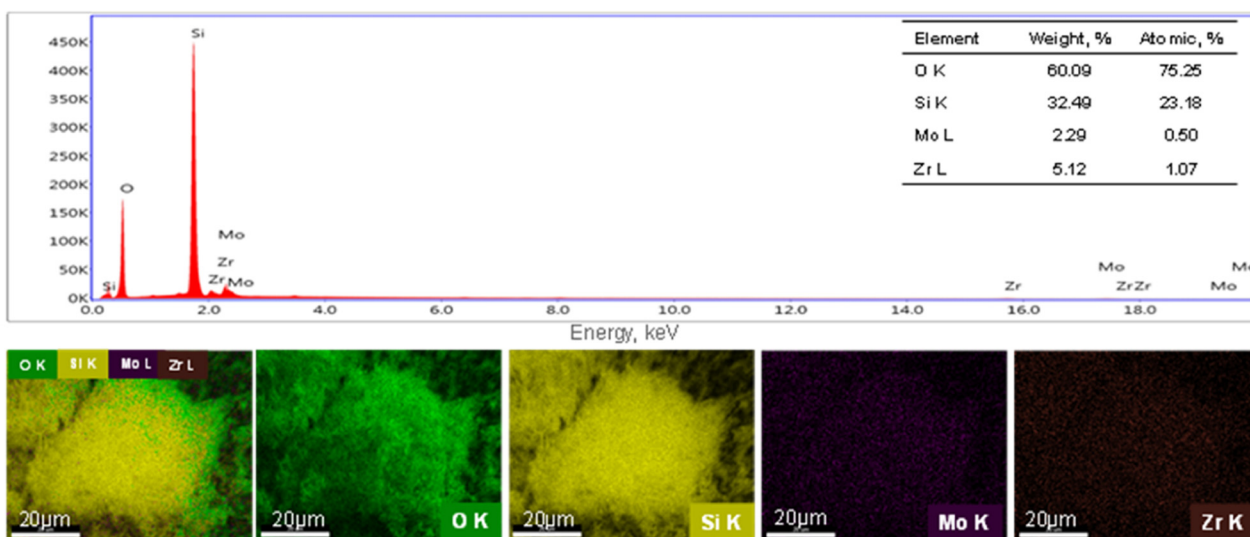 450K
400K
350K
300K
250K
200K
150K
100K
50K
0K
Si
O
Si
Mo
Zr
Zr Mo
Zr
Mo
Zr Zr
Mo
Mo
0.0 2.0 4.0 6.0 8.0 10.0 12.0 14.0 16.0 18.0
Energy, keV
Element Weight, % Atomic, %
O K 60.09 75.25
Si K 32.49 23.18
Mo L 2.29 0.50
Zr L 5.12 1.07
O K Si K Mo L Zr L
20µm
20µm O K
20µm Si K
20µm Mo K
20µm Zr K